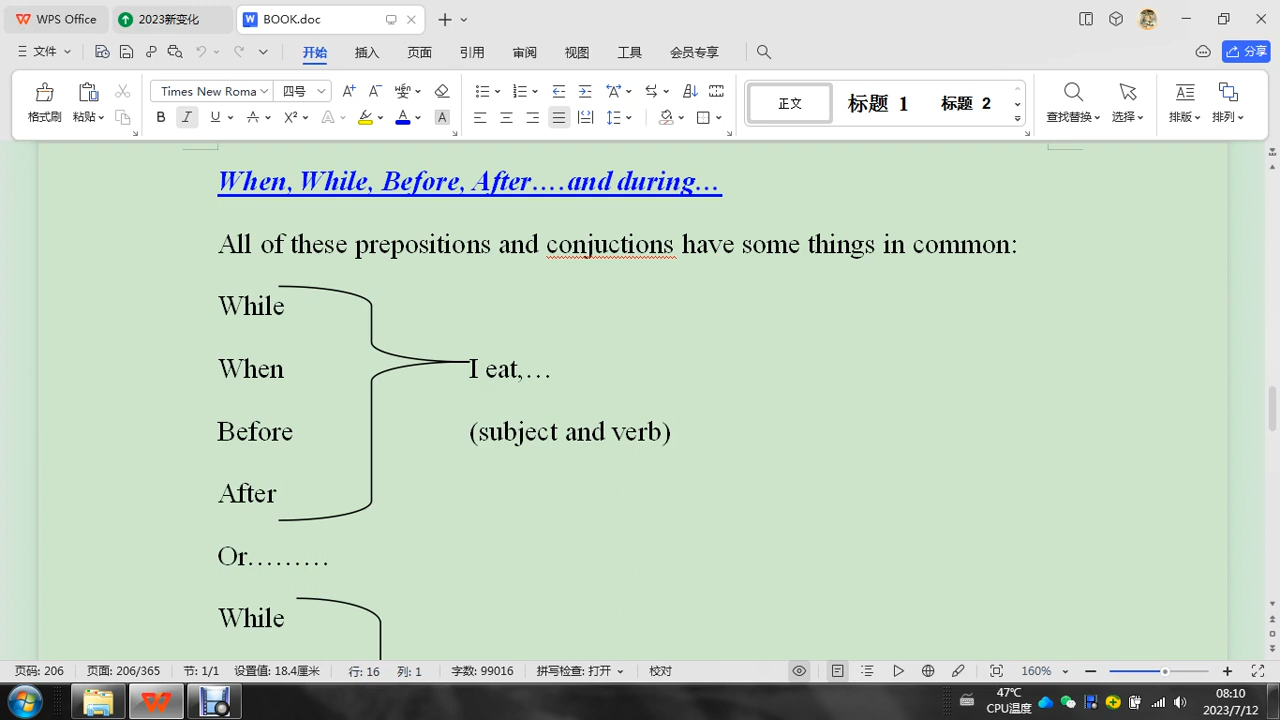 WPS Office
2023新变化
BOOK.doc
文件
开始
插入
页面
引用
审阅
视图
工具
会员专享
分享
格式刷
粘贴
Times New Roma
四号
正文
标题 1
标题 2
查找替换
选择
排版
排列
When, While, Before, After….and during…
All of these prepositions and conjuctions have some things in common:
While
When
I eat,…
Before
(subject and verb)
After
Or………
While
页码: 206
页面: 206/365
节: 1/1
设置值: 18.4厘米
行: 16
列: 1
字数: 99016
拼写检查: 打开
校对
160%
47℃
CPU温度
08:10
2023/7/12